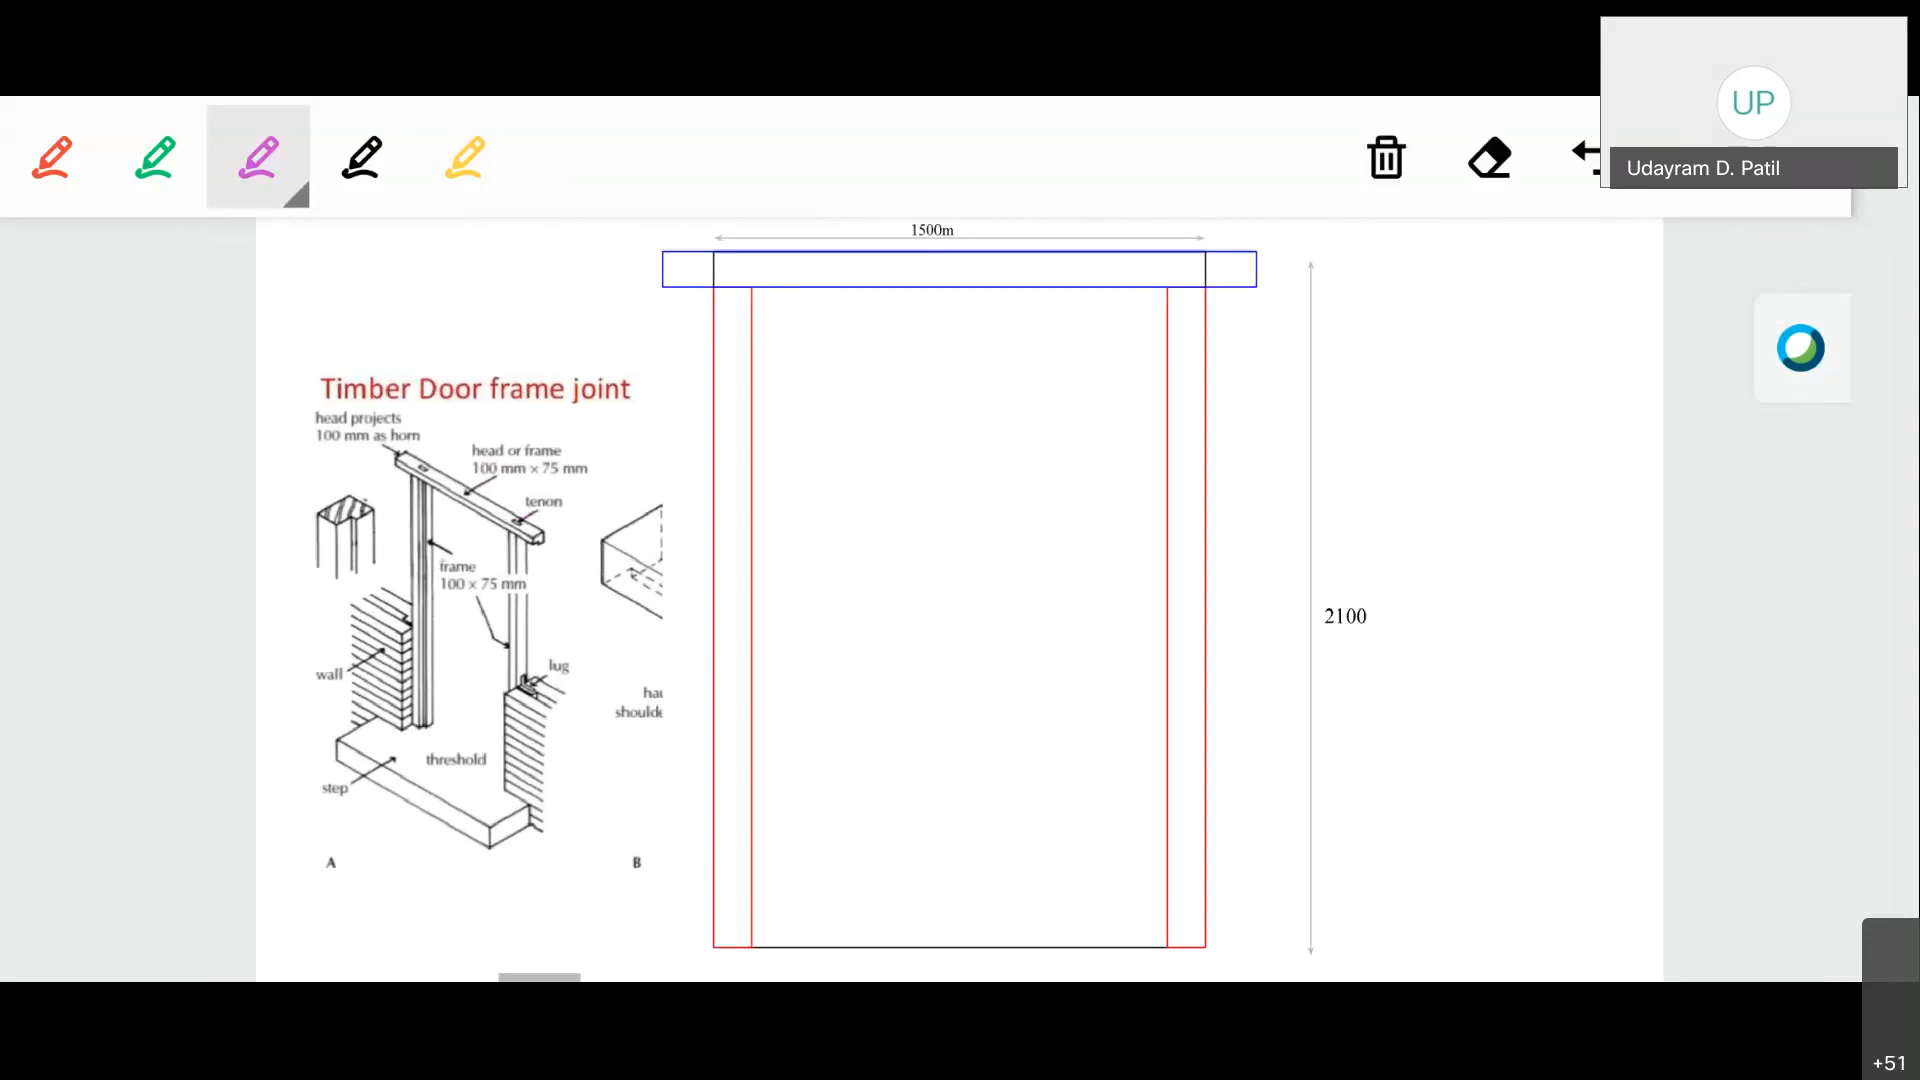 UP
Udayram D. Patil
1500m
2100
Timber Door frame joint
head projects
100 mm as horn
head or frame
100 mm × 75 mm
tenon
frame
100 × 75 mm
wall
lug
threshold
step
A
B
+51